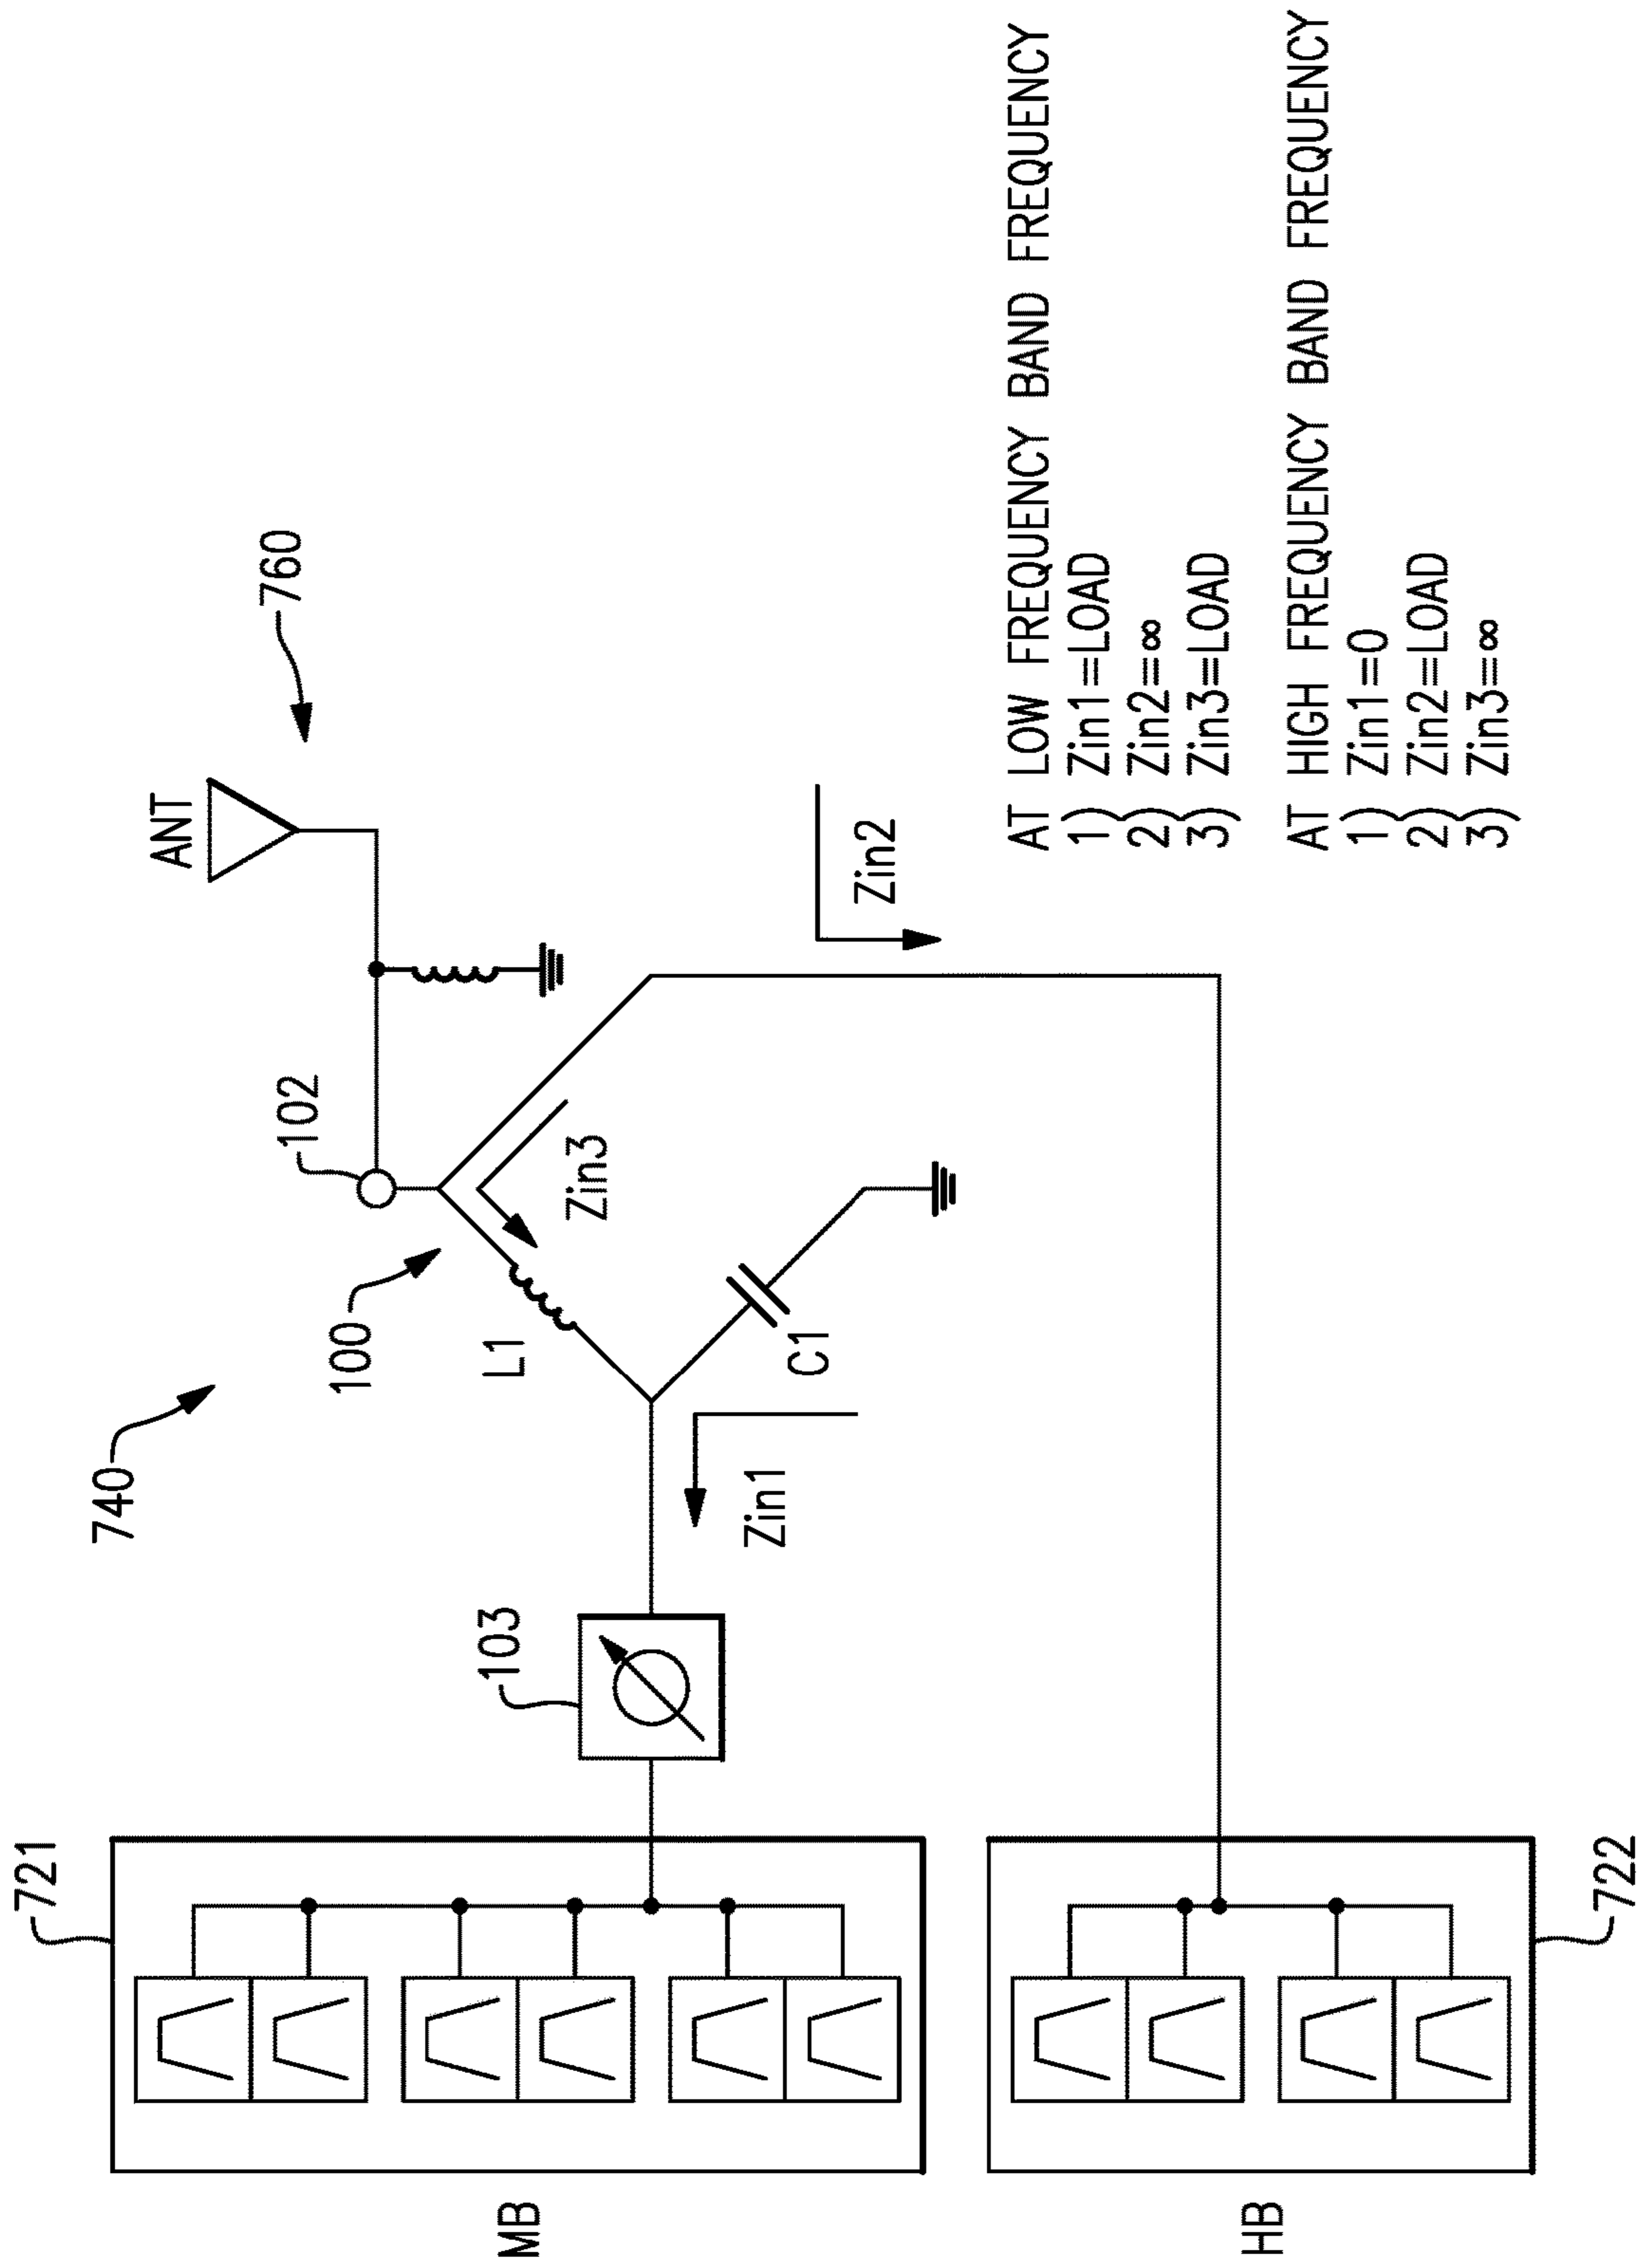 740
760
ANT
102
100
L1
Zin3
C1
Zin1
Zin2
103
721
MB
722
HB
AT LOW FREQUENCY BAND FREQUENCY
1) Zin1=LOAD
2) Zin2=∞
3) Zin3=LOAD
AT HIGH FREQUENCY BAND FREQUENCY
1) Zin1=0
2) Zin2=LOAD
3) Zin3=∞